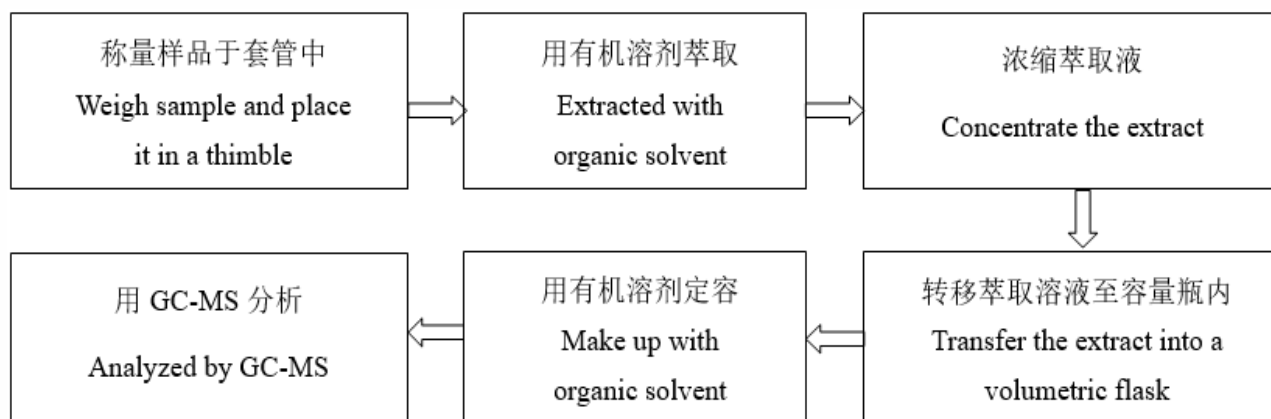 称量样品于套管中
Weigh sample and place
it in a thimble
用有机溶剂萃取
Extracted with
organic solvent
浓缩萃取液
Concentrate the extract
转移萃取溶液至容量瓶内
Transfer the extract into a
volumetric flask
用有机溶剂定容
Make up with
organic solvent
用 GC-MS 分析
Analyzed by GC-MS